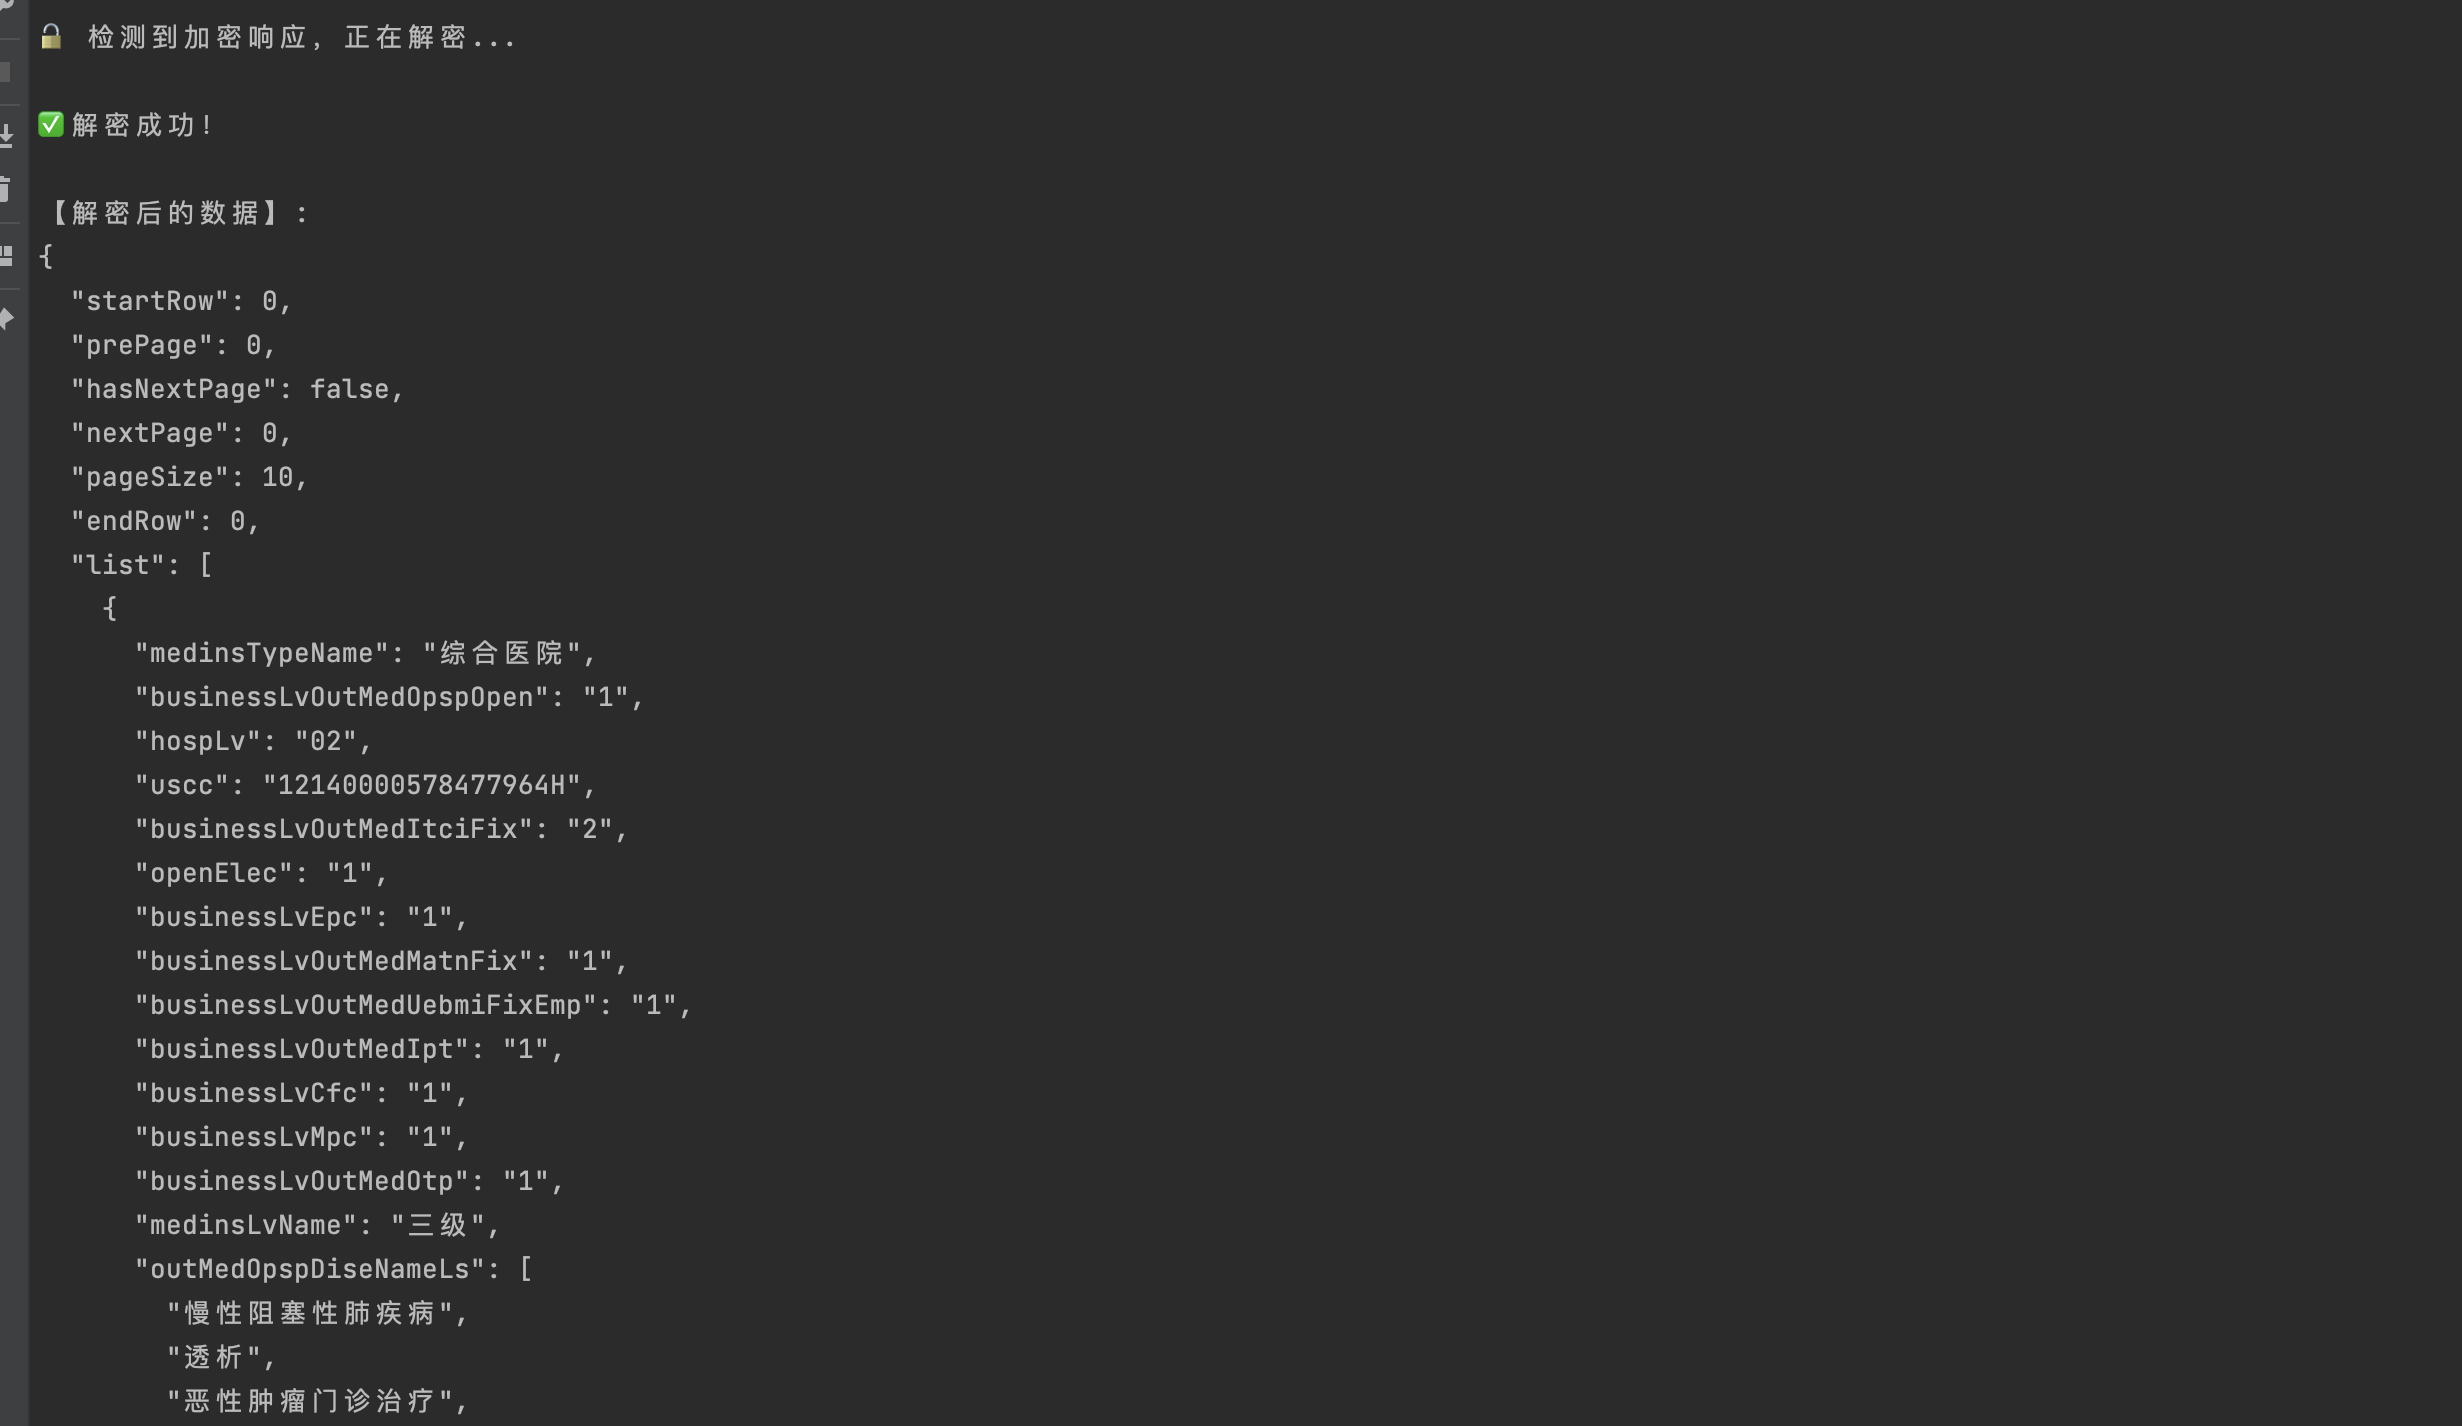 🔓 检测到加密响应, 正在解密...
✅解密成功!
【解密后的数据】:
{
  "startRow": 0,
  "prePage": 0,
  "hasNextPage": false,
  "nextPage": 0,
  "pageSize": 10,
  "endRow": 0,
  "list": [
    {
      "medinsTypeName": "综合医院",
      "businessLvOutMedOpspOpen": "1",
      "hospLv": "02",
      "uscc": "12140000578477964H",
      "businessLvOutMedItciFix": "2",
      "openElec": "1",
      "businessLvEpc": "1",
      "businessLvOutMedMatnFix": "1",
      "businessLvOutMedUebmiFixEmp": "1",
      "businessLvOutMedIpt": "1",
      "businessLvCfc": "1",
      "businessLvMpc": "1",
      "businessLvOutMedOtp": "1",
      "medinsLvName": "三级",
      "outMedOpspDiseNameLs": [
        "慢性阻塞性肺疾病",
        "透析",
        "恶性肿瘤门诊治疗",